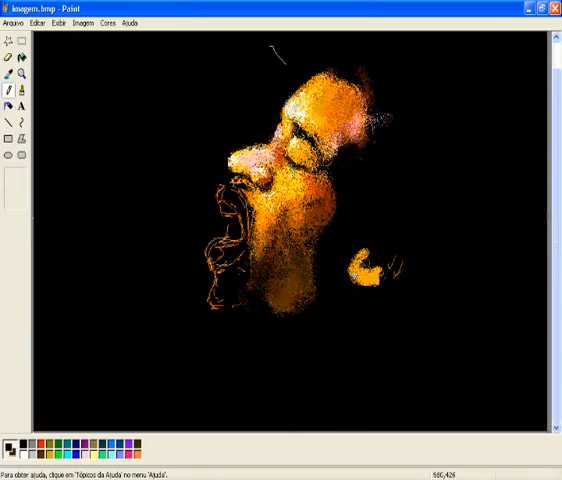 imagem.bmp - Paint
Arquivo Editar Exibir Imagem Cores Ajuda
A
Para obter ajuda, clique em 'Tópicos da Ajuda' no menu 'Ajuda'.
580,426